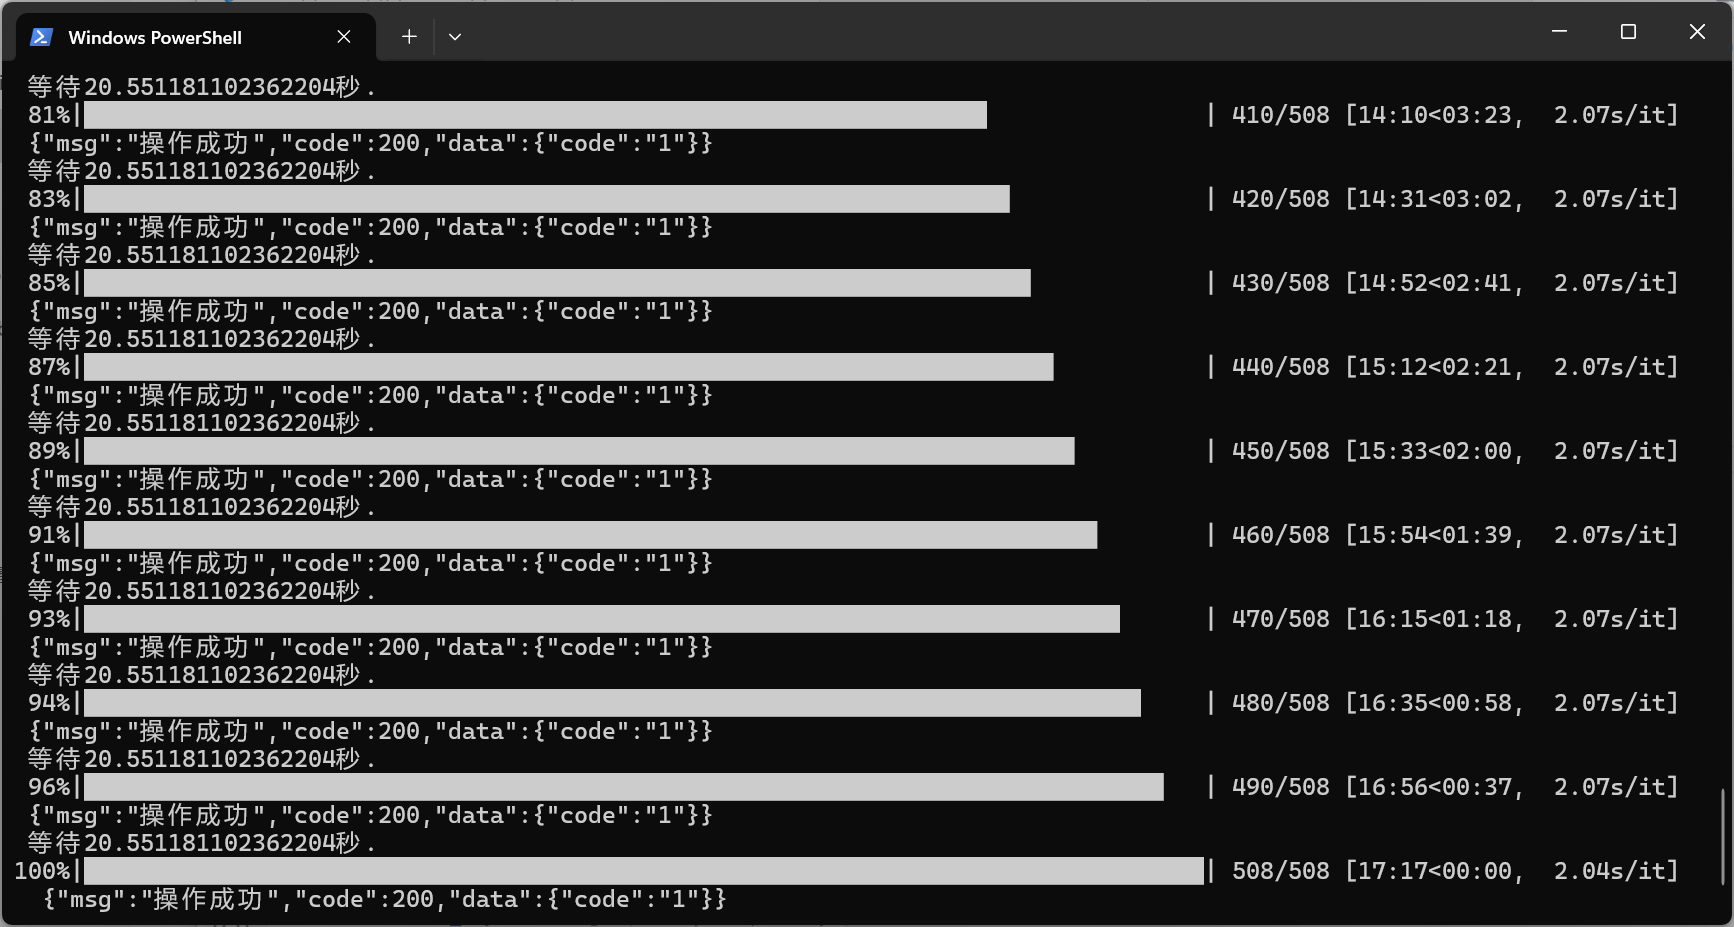 Windows PowerShell
等待20.551181102362204秒.
81%| | 410/508 [14:10<03:23, 2.07s/it]
{"msg":"操作成功","code":200,"data":{"code":"1"}}
等待20.551181102362204秒.
83%| | 420/508 [14:31<03:02, 2.07s/it]
{"msg":"操作成功","code":200,"data":{"code":"1"}}
等待20.551181102362204秒.
85%| | 430/508 [14:52<02:41, 2.07s/it]
{"msg":"操作成功","code":200,"data":{"code":"1"}}
等待20.551181102362204秒.
87%| | 440/508 [15:12<02:21, 2.07s/it]
{"msg":"操作成功","code":200,"data":{"code":"1"}}
等待20.551181102362204秒.
89%| | 450/508 [15:33<02:00, 2.07s/it]
{"msg":"操作成功","code":200,"data":{"code":"1"}}
等待20.551181102362204秒.
91%| | 460/508 [15:54<01:39, 2.07s/it]
{"msg":"操作成功","code":200,"data":{"code":"1"}}
等待20.551181102362204秒.
93%| | 470/508 [16:15<01:18, 2.07s/it]
{"msg":"操作成功","code":200,"data":{"code":"1"}}
等待20.551181102362204秒.
94%| | 480/508 [16:35<00:58, 2.07s/it]
{"msg":"操作成功","code":200,"data":{"code":"1"}}
等待20.551181102362204秒.
96%| | 490/508 [16:56<00:37, 2.07s/it]
{"msg":"操作成功","code":200,"data":{"code":"1"}}
等待20.551181102362204秒.
100%| | 508/508 [17:17<00:00, 2.04s/it]
{"msg":"操作成功","code":200,"data":{"code":"1"}}